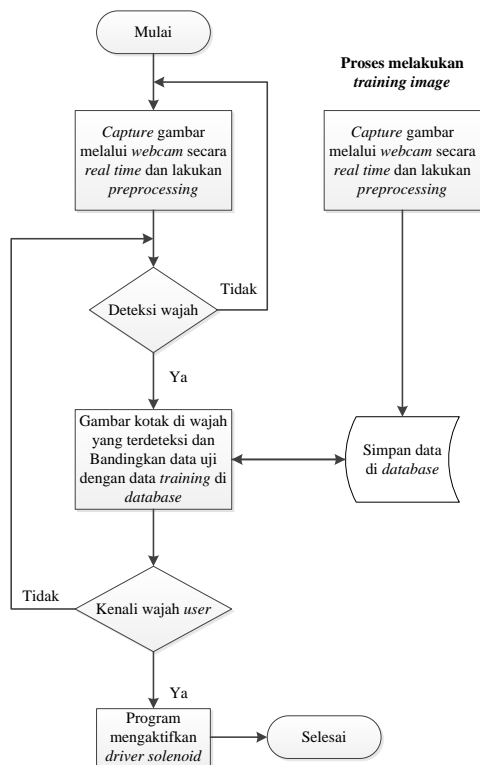 Mulai
Proses melakukan
training image
Capture gambar
melalui webcam secara
real time dan lakukan
preprocessing
Capture gambar
melalui webcam secara
real time dan lakukan
preprocessing
Tidak
Deteksi wajah
Ya
Gambar kotak di wajah
yang terdeteksi dan
Bandingkan data uji
dengan data training di
database
Simpan data
di database
Tidak
Kenali wajah user
Ya
Program
mengaktifkan
driver solenoid
Selesai